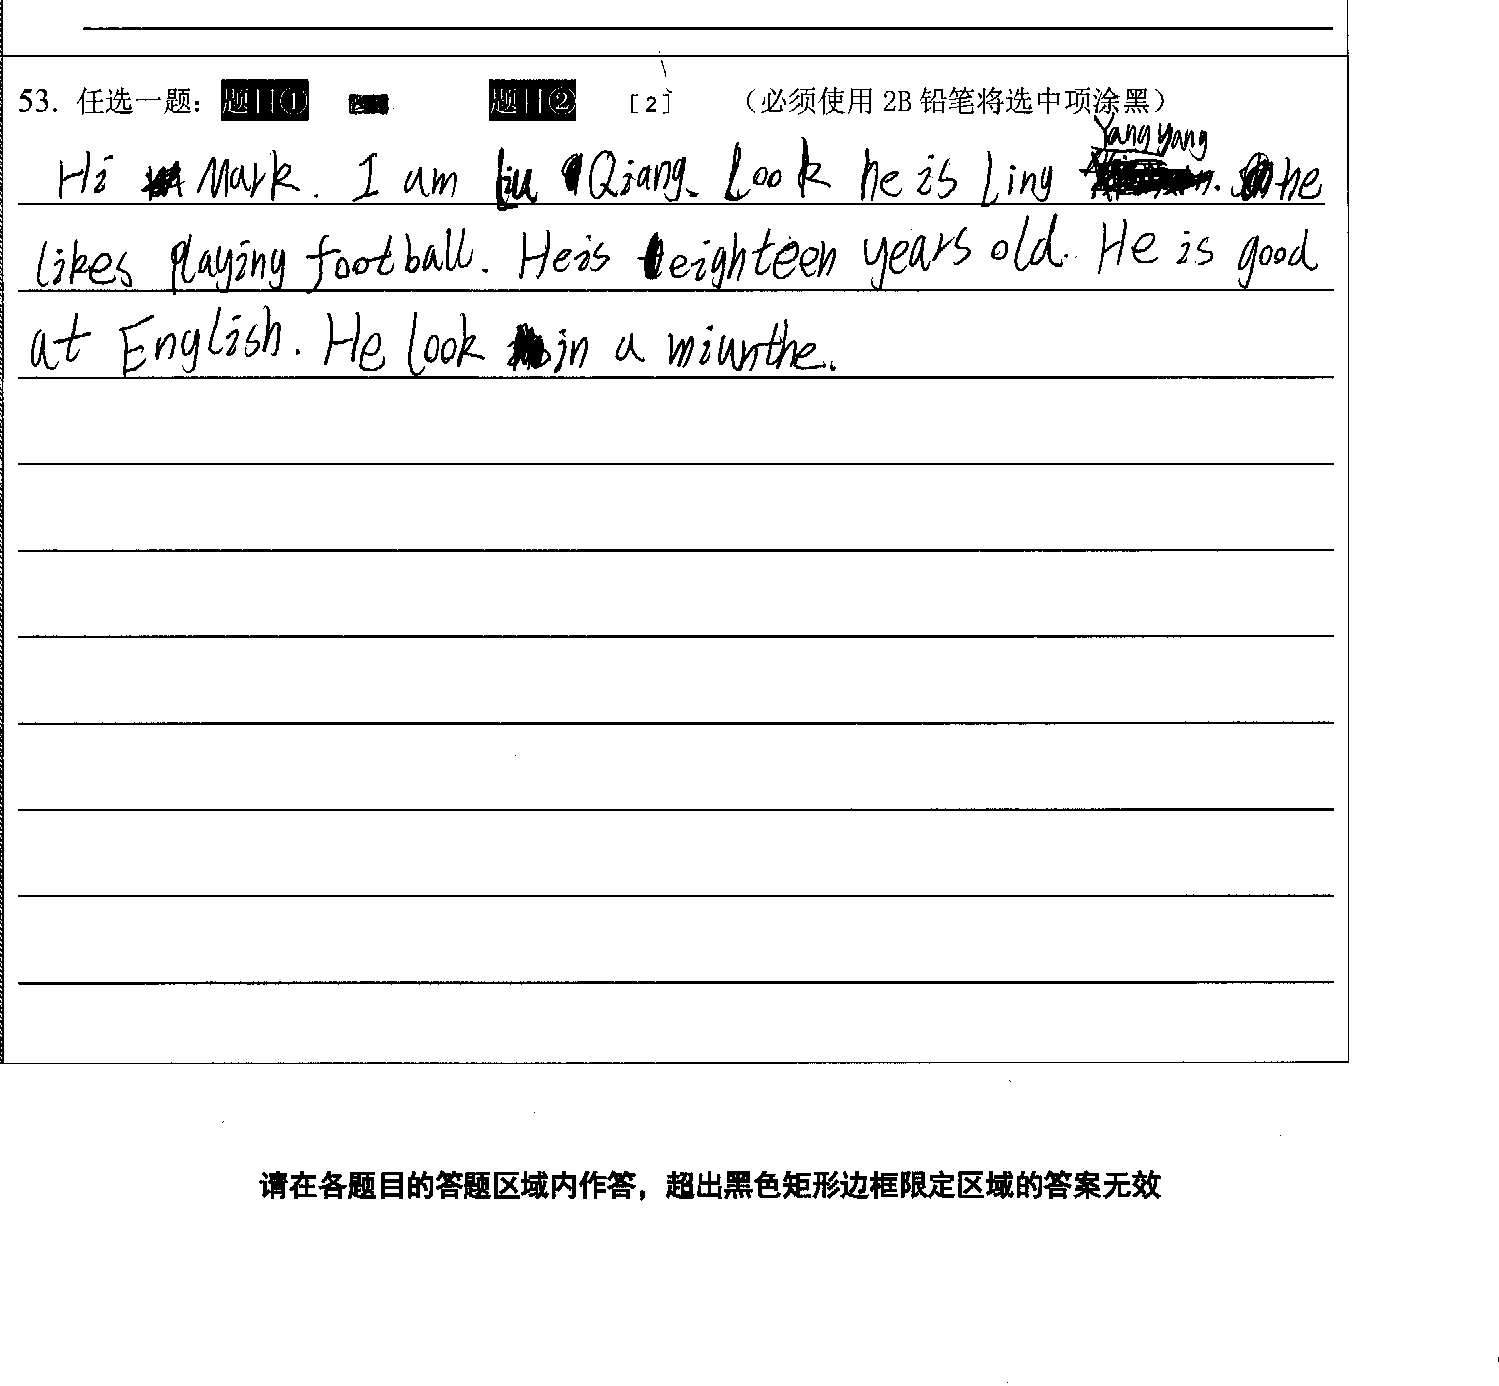 53. 任选一题： 题目① 题目② [2] （必须使用 2B 铅笔将选中项涂黑）
Yang yang
Hi Mark. I am Liu Qiang. Look he is Ling . he
likes playing football. He is eighteen years old. He is good
at English. He look in a miunthe.
请在各题目的答题区域内作答，超出黑色矩形边框限定区域的答案无效